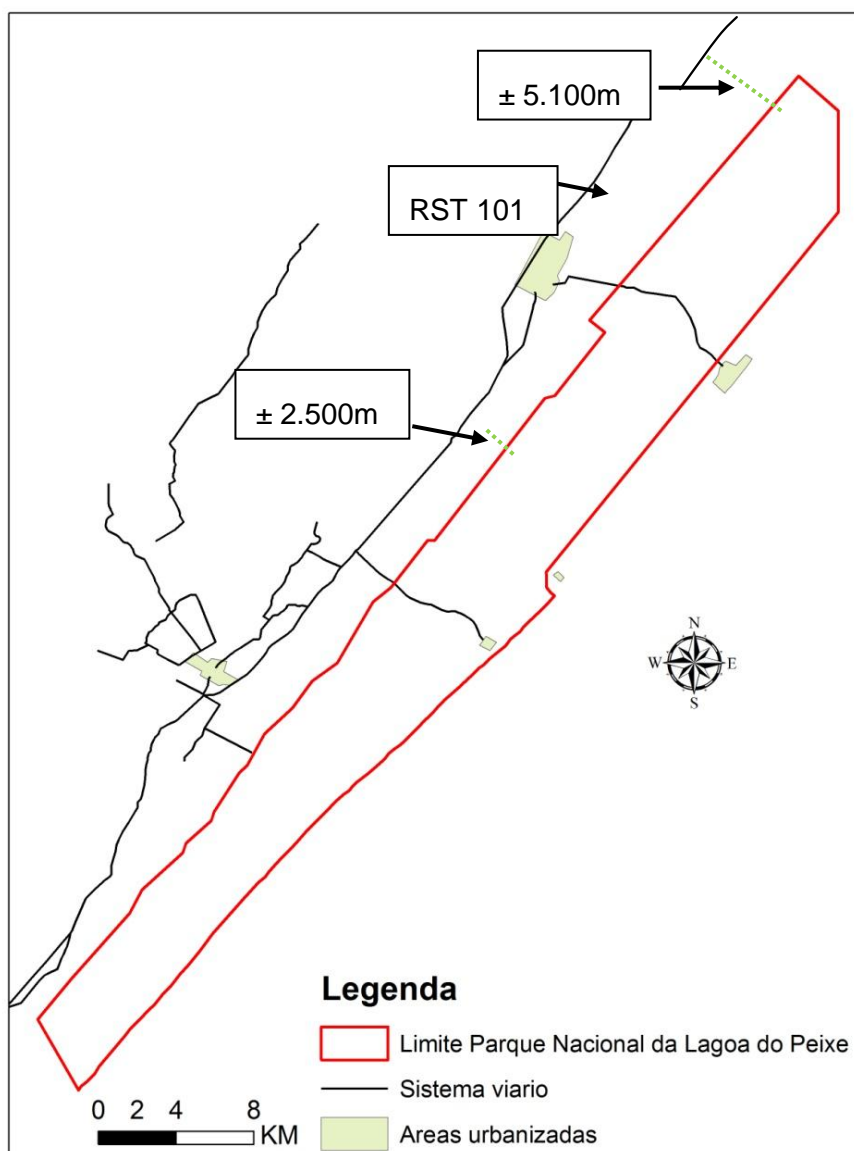 ± 5.100m
RST 101
± 2.500m
N
W E
S
Legenda
Limite Parque Nacional da Lagoa do Peixe
Sistema viario
Areas urbanizadas
0 2 4 8
KM